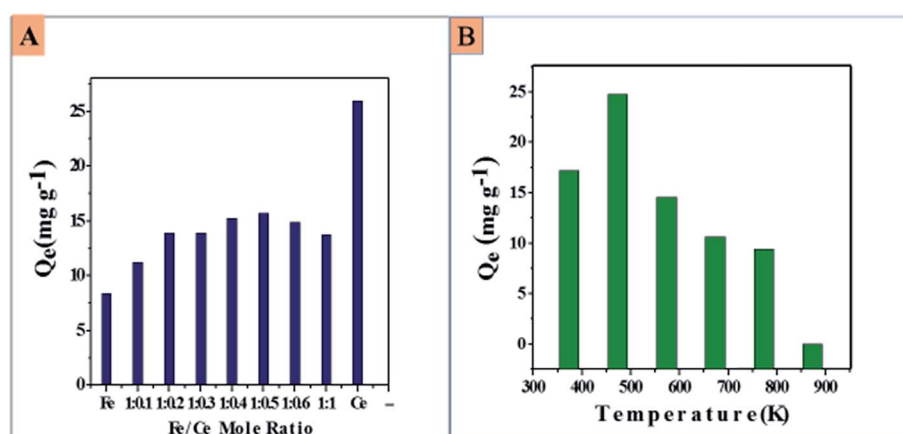 A
Qe(mg g-1)
25
20
15
10
5
0
Fe 1:0.1 1:0.2 1:0.3 1:0.4 1:0.5 1:0.6 1:1 Ce --
Fe/Ce Mole Ratio
B
Qe (mg g-1)
25
20
15
10
5
0
300 400 500 600 700 800 900
Temperature(K)